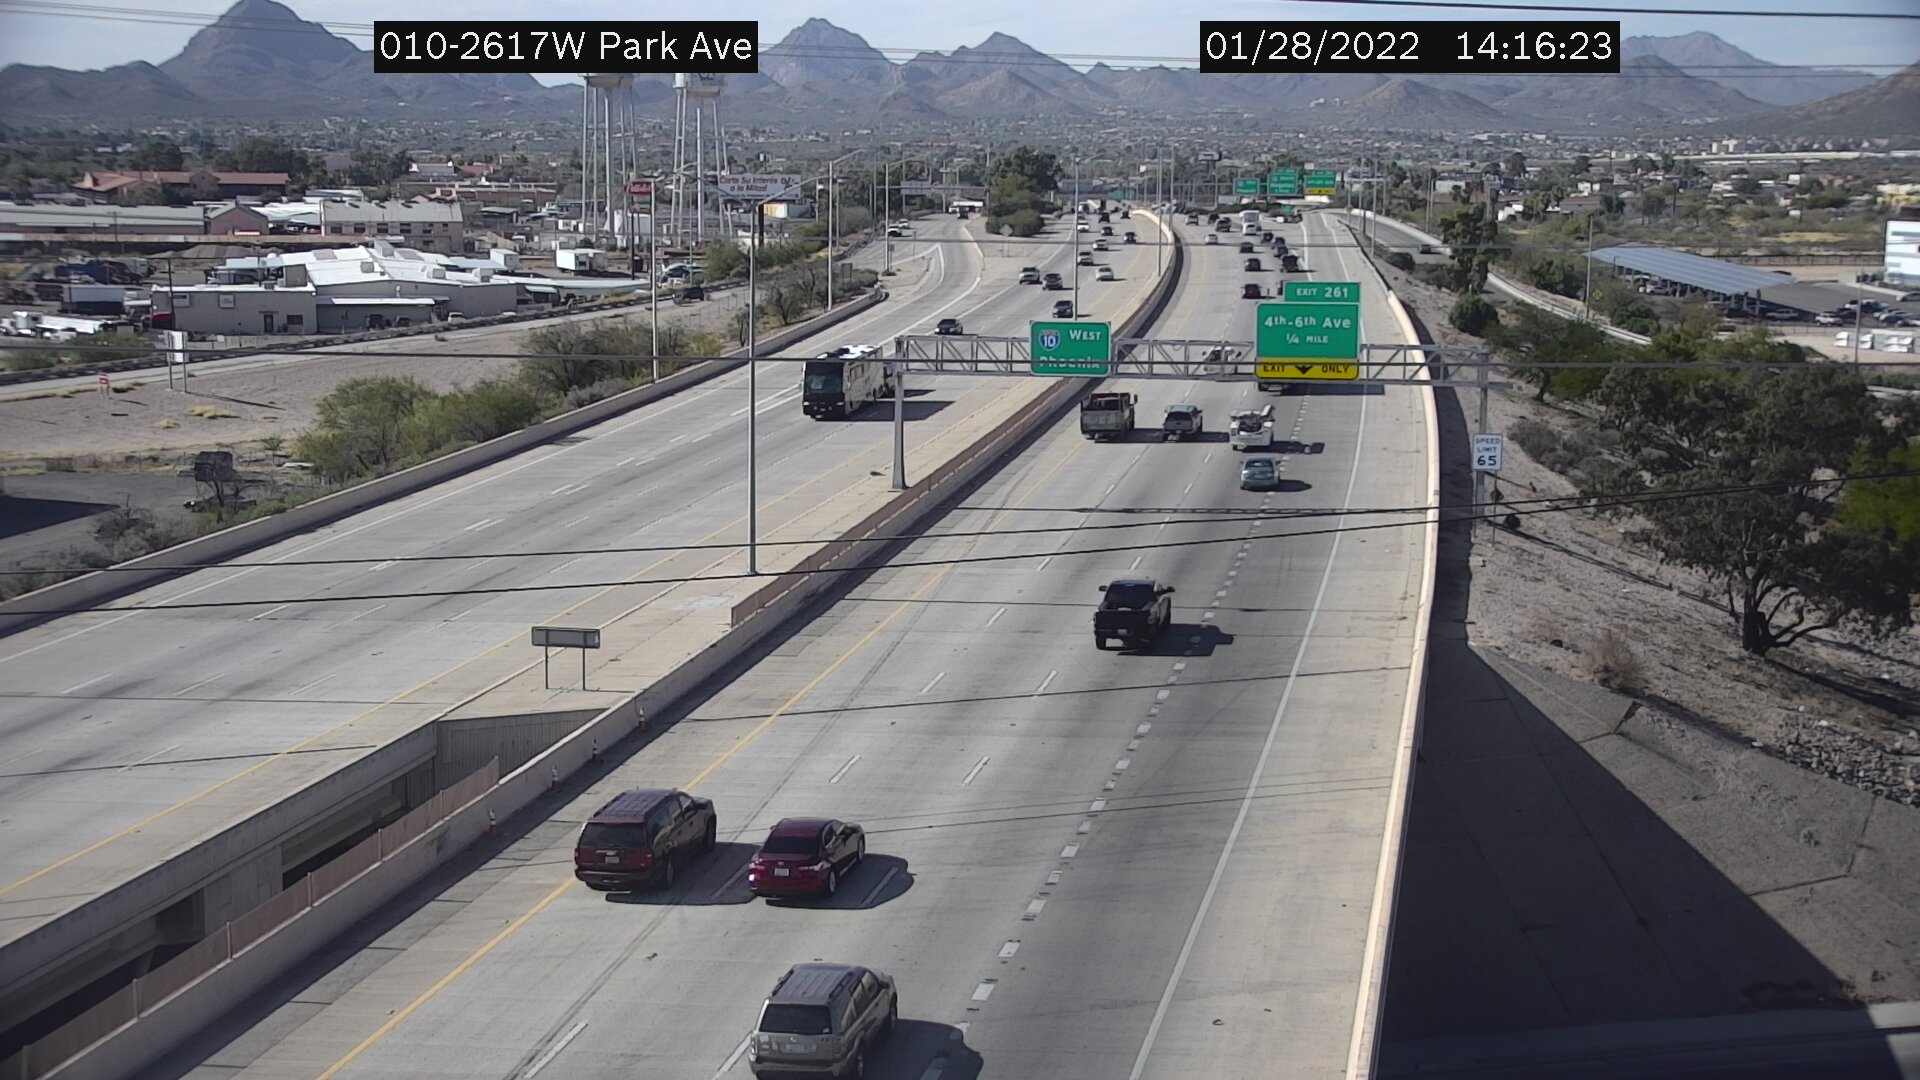 010-2617W Park Ave
01/28/2022 14:16:23
EXIT 261
4th-6th Ave
1/4 MILE
EXIT ONLY
10 WEST
Phoenix
SPEED
LIMIT
65